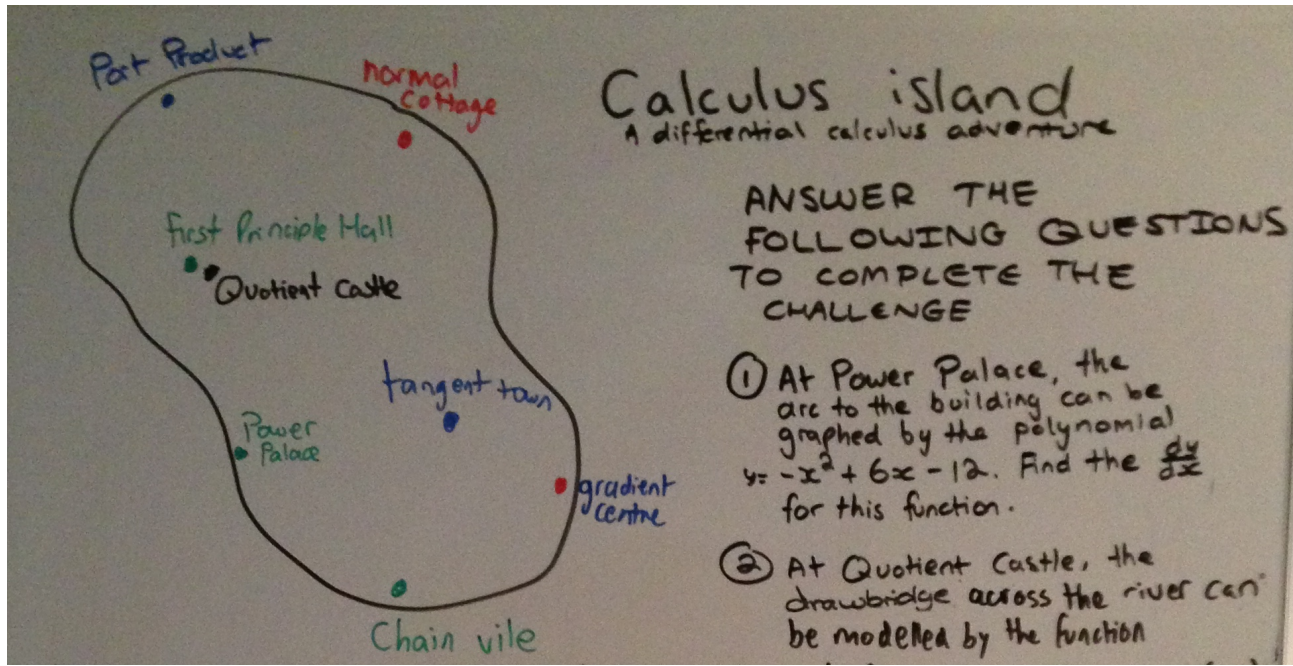 Port Product
normal
cottage
first Principle Hall
Quotient Castle
tangent town
Power
Palace
gradient
centre
Chain vile
Calculus island
A differential calculus adventure
ANSWER THE
FOLLOWING QUESTIONS
TO COMPLETE THE
CHALLENGE
① At Power Palace, the
arc to the building can be
graphed by the polynomial
y= -x² + 6x - 12. Find the dy/dx
for this function.
② At Quotient Castle, the
drawbridge across the river can
be modelled by the function